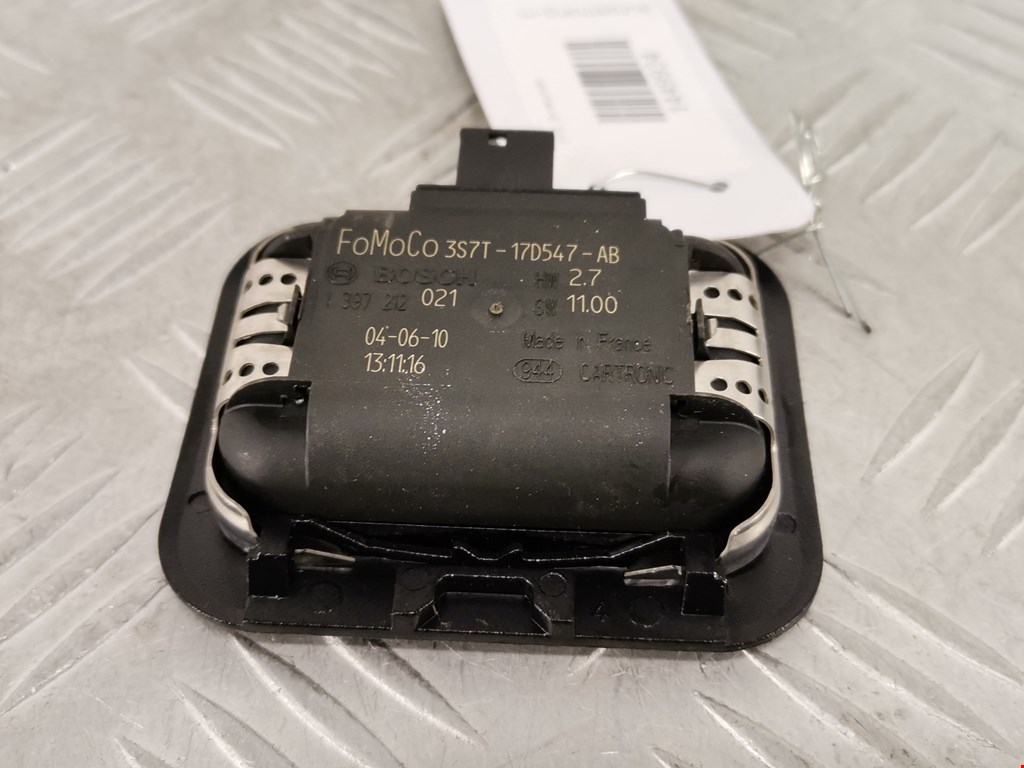 FoMoCo 3S7T-17D547-AB
BOSCH HW 2.7
1 397 212 021 SW 11.00
04-06-10 Made in France
13:11:16 944 CARTRONIC
4